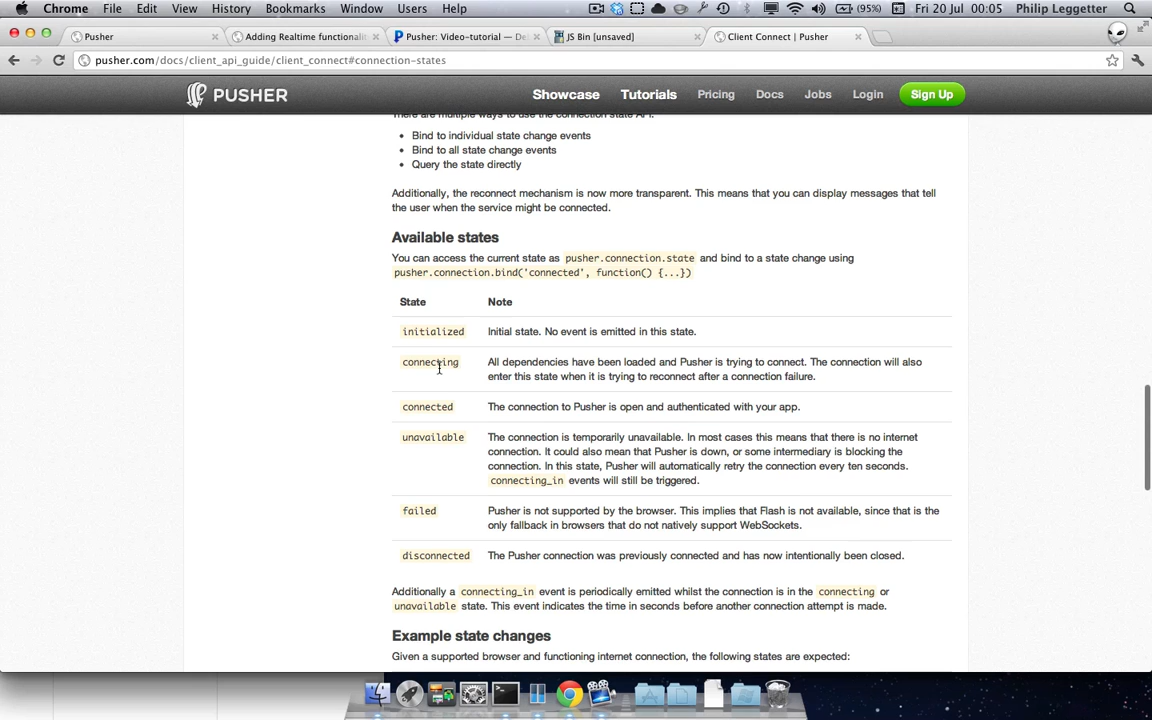 Chrome File Edit View History Bookmarks Window Users Help (95%) Fri 20 Jul 00:05 Philip Leggetter
Pusher Adding Realtime functional Pusher: Video-tutorial — De JS Bin [unsaved] Client Connect | Pusher
pusher.com/docs/client_api_guide/client_connect#connection-states
PUSHER Showcase Tutorials Pricing Docs Jobs Login Sign Up
There are multiple ways to use the connection state API:
• Bind to individual state change events
• Bind to all state change events
• Query the state directly
Additionally, the reconnect mechanism is now more transparent. This means that you can display messages that tell
the user when the service might be connected.
Available states
You can access the current state as pusher.connection.state and bind to a state change using
pusher.connection.bind('connected', function() {...})
State Note
initialized Initial state. No event is emitted in this state.
connecting All dependencies have been loaded and Pusher is trying to connect. The connection will also
enter this state when it is trying to reconnect after a connection failure.
connected The connection to Pusher is open and authenticated with your app.
unavailable The connection is temporarily unavailable. In most cases this means that there is no internet
connection. It could also mean that Pusher is down, or some intermediary is blocking the
connection. In this state, Pusher will automatically retry the connection every ten seconds.
connecting_in events will still be triggered.
failed Pusher is not supported by the browser. This implies that Flash is not available, since that is the
only fallback in browsers that do not natively support WebSockets.
disconnected The Pusher connection was previously connected and has now intentionally been closed.
Additionally a connecting_in event is periodically emitted whilst the connection is in the connecting or
unavailable state. This event indicates the time in seconds before another connection attempt is made.
Example state changes
Given a supported browser and functioning internet connection, the following states are expected: